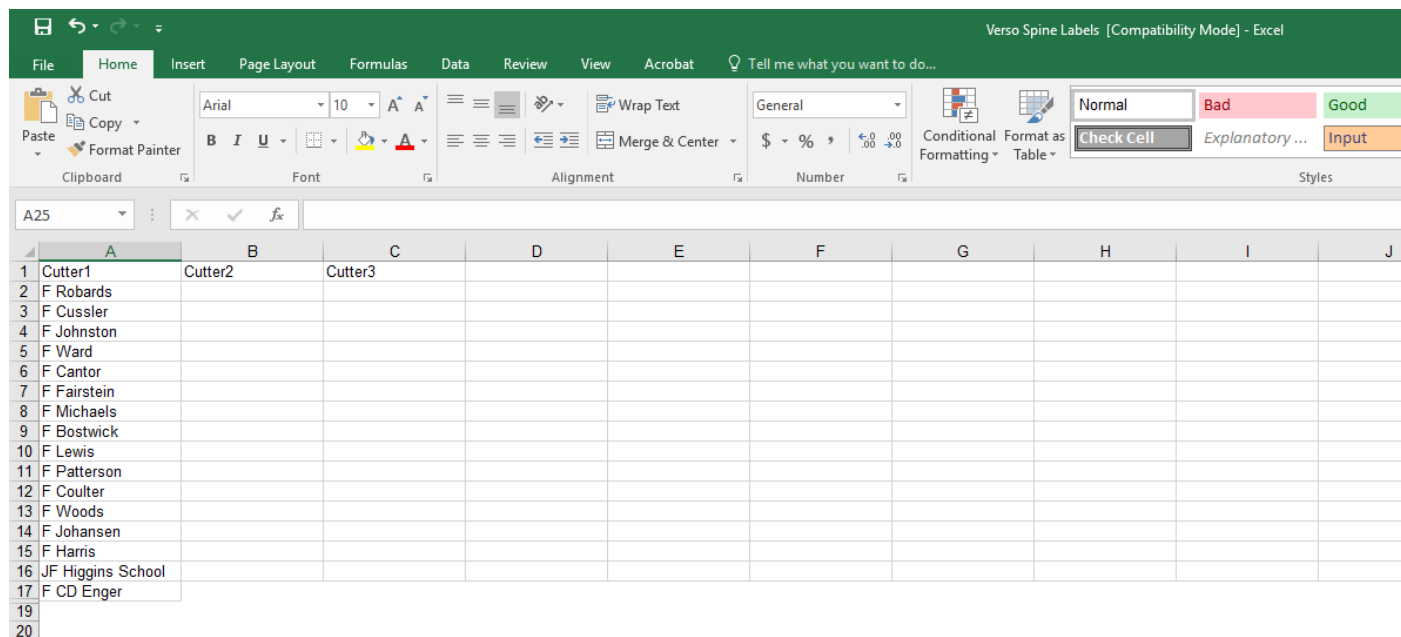 Verso Spine Labels [Compatibility Mode] - Excel
File Home Insert Page Layout Formulas Data Review View Acrobat Tell me what you want to do...
Paste Cut Copy Format Painter
Arial 10 A A
B I U A
Wrap Text
Merge & Center
General
$ % , .0 .00 .00 .0
Conditional Formatting Format as Table
Normal Bad Good
Check Cell Explanatory ... Input
Clipboard Font Alignment Number Styles
A25 fx
A B C D E F G H I J
1 Cutter1 Cutter2 Cutter3
2 F Robards
3 F Cussler
4 F Johnston
5 F Ward
6 F Cantor
7 F Fairstein
8 F Michaels
9 F Bostwick
10 F Lewis
11 F Patterson
12 F Coulter
13 F Woods
14 F Johansen
15 F Harris
16 JF Higgins School
17 F CD Enger
19
20